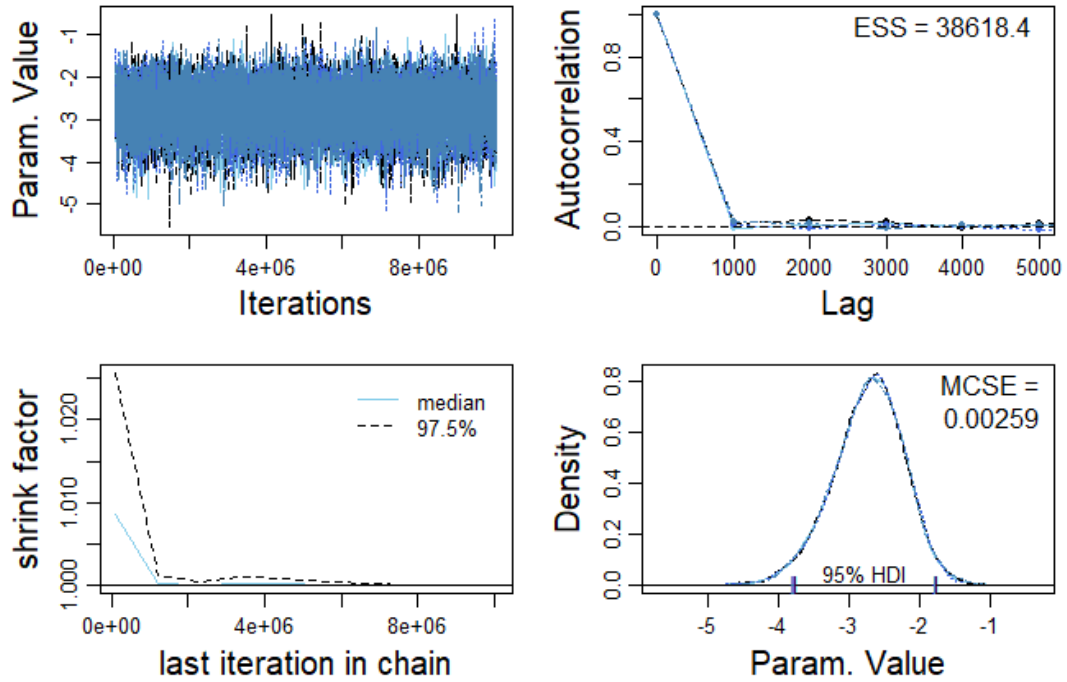 Param. Value
-1
-2
-3
-4
-5
0e+00 4e+06 8e+06
Iterations
Autocorrelation
0.8
0.4
0.0
ESS = 38618.4
0 1000 2000 3000 4000 5000
Lag
shrink factor
1.020
1.010
1.000
median
97.5%
0e+00 4e+06 8e+06
last iteration in chain
Density
0.8
0.6
0.4
0.2
0.0
MCSE =
0.00259
95% HDI
-5 -4 -3 -2 -1
Param. Value